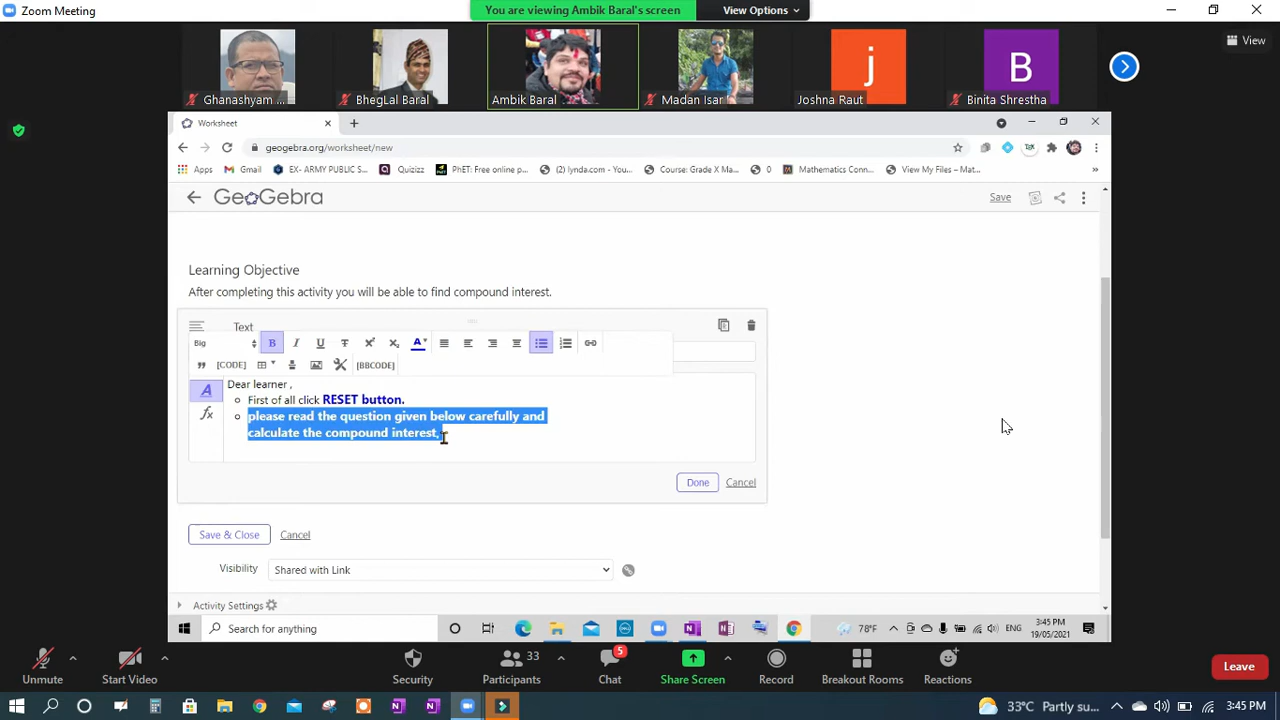 Zoom Meeting
You are viewing Ambik Baral's screen
View Options
View
Ghanashyam ...
BhegLal Baral
Ambik Baral
Madan Isar
j
Joshna Raut
B
Binita Shrestha
Worksheet
geogebra.org/worksheet/new
Apps
Gmail
EX- ARMY PUBLIC S...
Quizizz
PhET: Free online p...
(2) lynda.com - You...
Course: Grade X Ma...
0
Mathematics Conn...
View My Files – Mat...
»
GeoGebra
Save
Learning Objective
After completing this activity you will be able to find compound interest.
Text
Big
B
I
U
[CODE]
[BBCODE]
Dear learner ,
First of all click RESET button.
please read the question given below carefully and
calculate the compound interest.
Done
Cancel
Save & Close
Cancel
Visibility
Shared with Link
Activity Settings
Search for anything
78°F
ENG
3:45 PM
19/05/2021
Unmute
Start Video
Security
33
Participants
5
Chat
Share Screen
Record
Breakout Rooms
Reactions
Leave
33°C Partly su...
3:45 PM